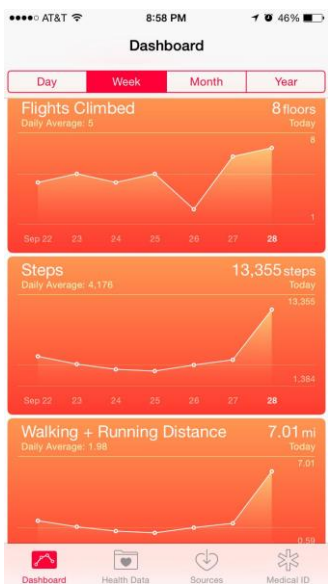 AT&T 8:58 PM 46%
Dashboard
Day Week Month Year
Flights Climbed 8 floors
Daily Average: 5 Today
8
1
Sep 22 23 24 25 26 27 28
Steps 13,355 steps
Daily Average: 4,176 Today
13,355
1,384
Sep 22 23 24 25 26 27 28
Walking + Running Distance 7.01 mi
Daily Average: 1.98 Today
7.01
0.59
Dashboard Health Data Sources Medical ID